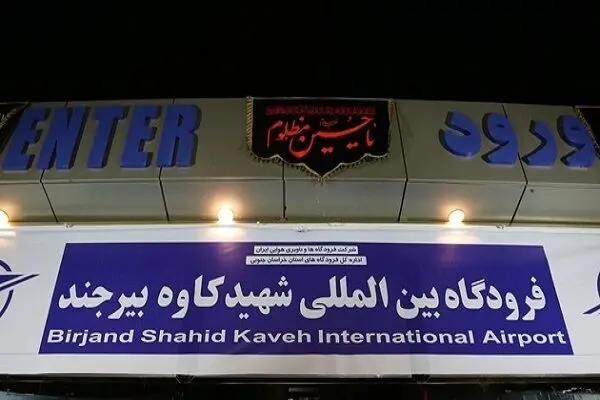 ENTER
یا حسین مظلوم
ورود
شرکت فرودگاه ها و ناوبری هوایی ایران
اداره کل فرودگاه های استان خراسان جنوبی
فرودگاه بین المللی شهید کاوه بیرجند
Birjand Shahid Kaveh International Airport